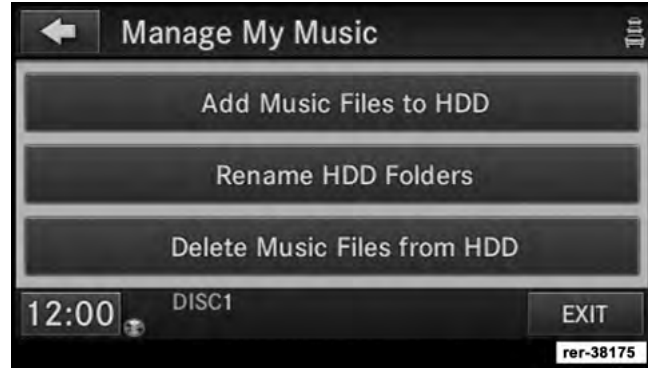 Manage My Music
Add Music Files to HDD
Rename HDD Folders
Delete Music Files from HDD
12:00
DISC1
EXIT
rer-38175